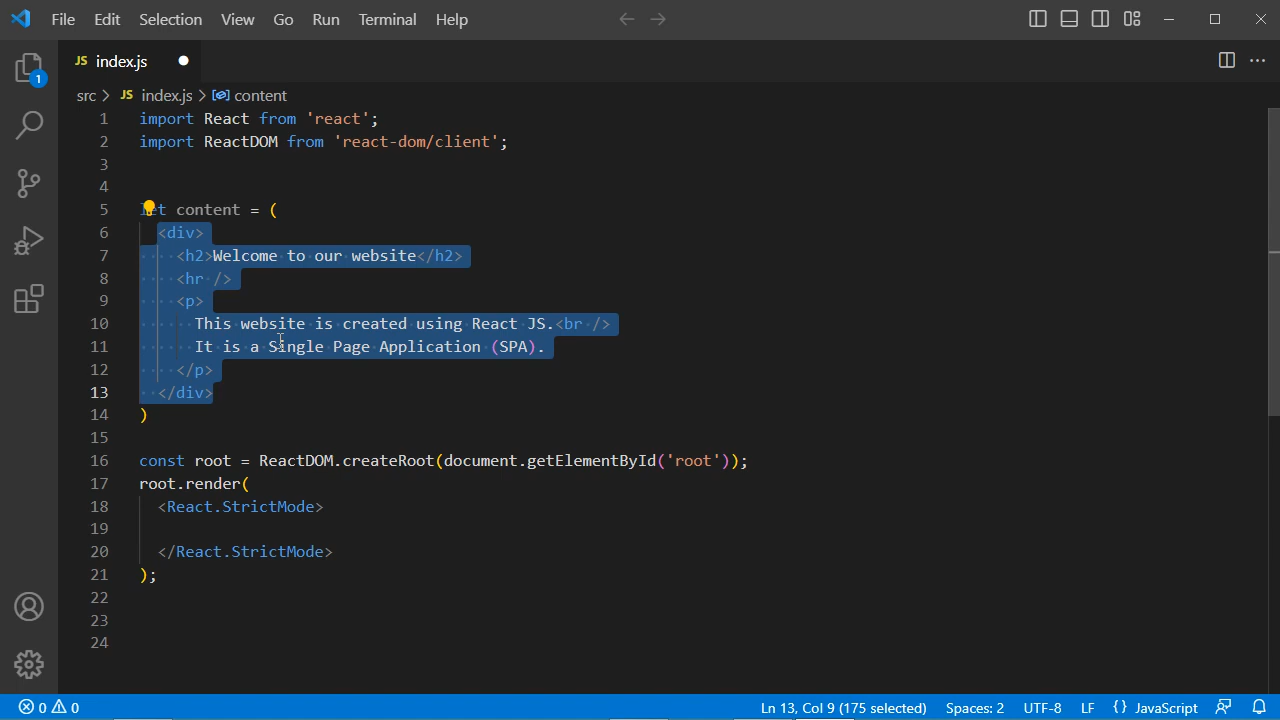 File Edit Selection View Go Run Terminal Help
JS index.js
1
src > JS index.js > content
1 import React from 'react';
2 import ReactDOM from 'react-dom/client';
3
4
5 let content = (
6 <div>
7 <h2>Welcome to our website</h2>
8 <hr />
9 <p>
10 This website is created using React JS.<br />
11 It is a Single Page Application (SPA).
12 </p>
13 </div>
14 )
15
16 const root = ReactDOM.createRoot(document.getElementById('root'));
17 root.render(
18 <React.StrictMode>
19
20 </React.StrictMode>
21 );
22
23
24
0 0 Ln 13, Col 9 (175 selected) Spaces: 2 UTF-8 LF {} JavaScript